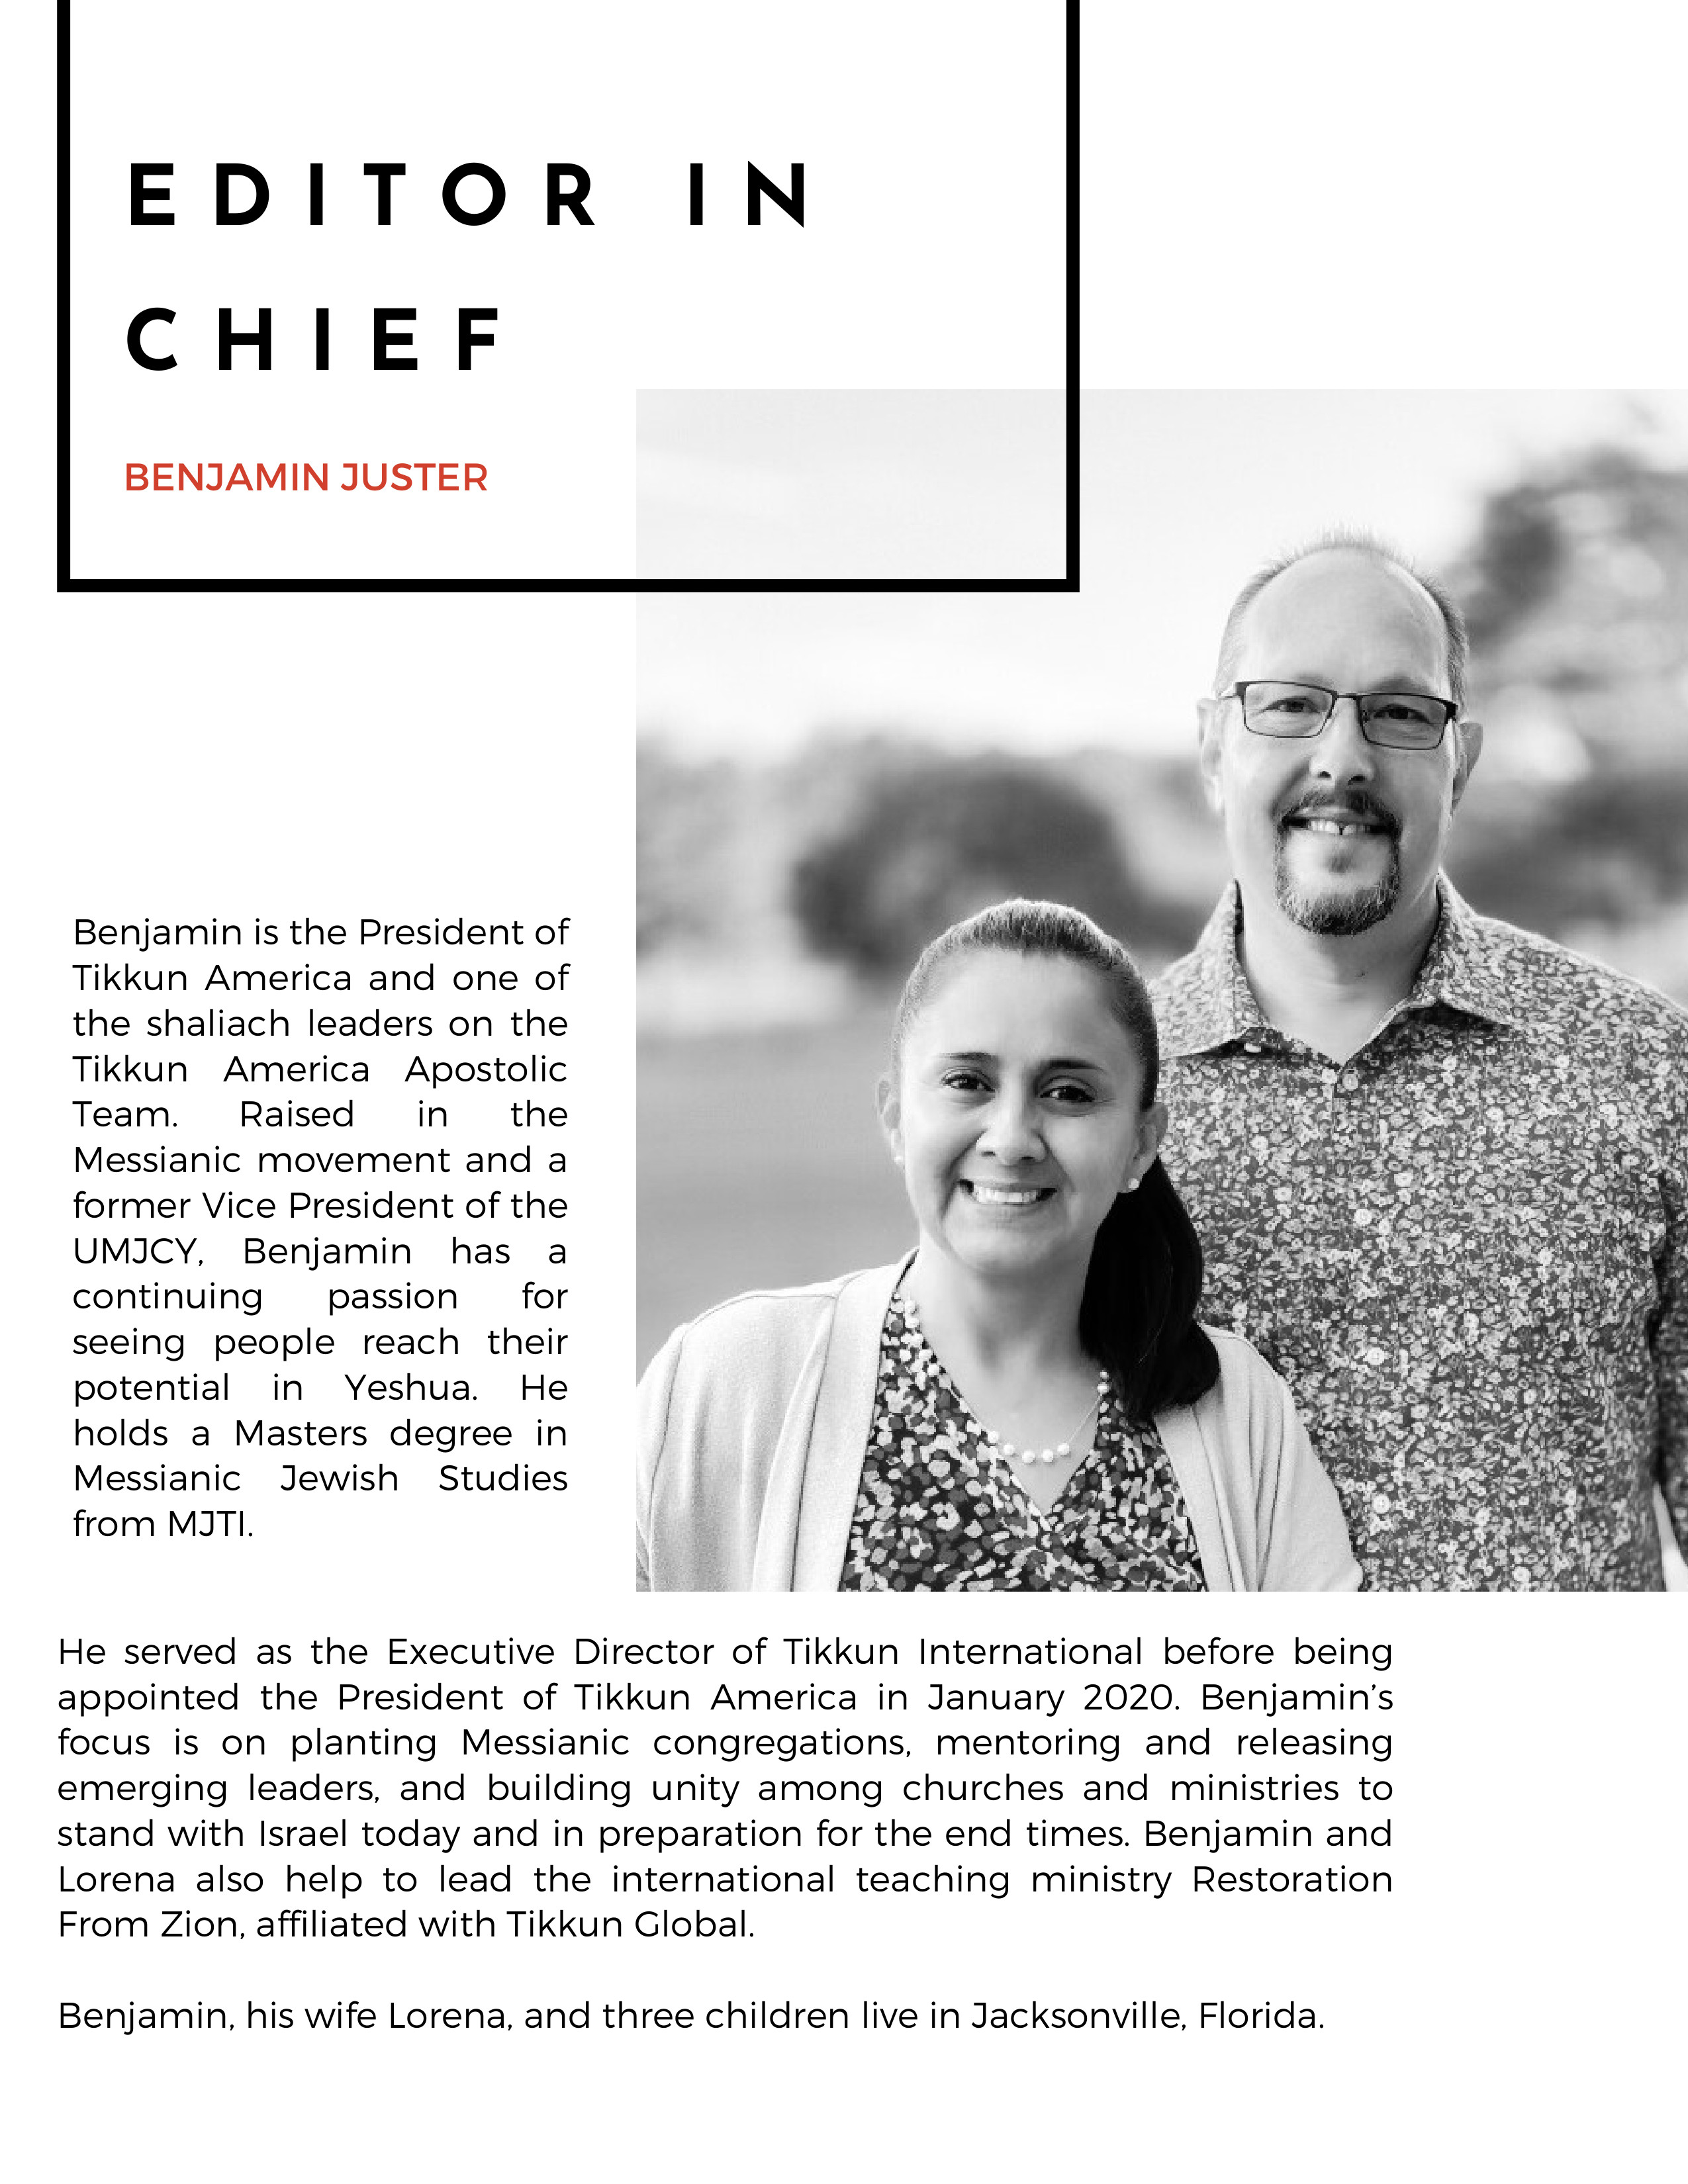 EDITOR IN
CHIEF
BENJAMIN JUSTER
Benjamin is the President of
Tikkun America and one of
the shaliach leaders on the
Tikkun America Apostolic
Team. Raised in the
Messianic movement and a
former Vice President of the
UMJCY, Benjamin has a
continuing passion for
seeing people reach their
potential in Yeshua. He
holds a Masters degree in
Messianic Jewish Studies
from MJTI.
He served as the Executive Director of Tikkun International before being
appointed the President of Tikkun America in January 2020. Benjamin’s
focus is on planting Messianic congregations, mentoring and releasing
emerging leaders, and building unity among churches and ministries to
stand with Israel today and in preparation for the end times. Benjamin and
Lorena also help to lead the international teaching ministry Restoration
From Zion, affiliated with Tikkun Global.
Benjamin, his wife Lorena, and three children live in Jacksonville, Florida.